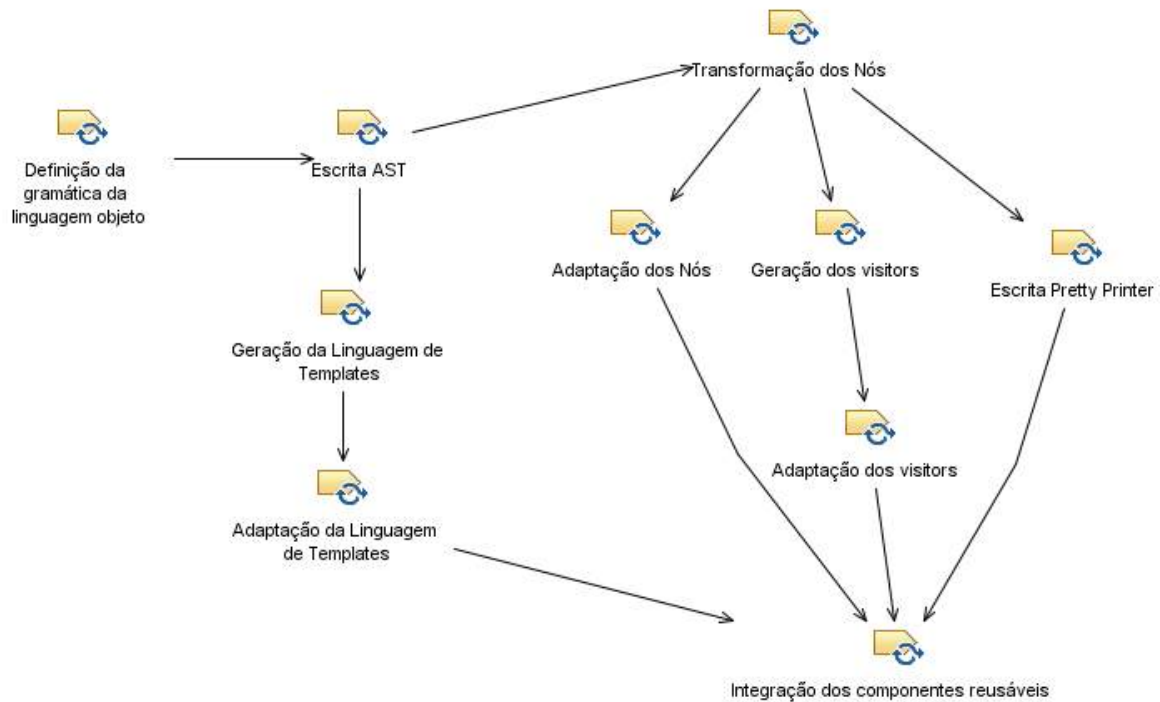 Transformação dos Nós
Definição da
gramática da
linguagem objeto
Escrita AST
Adaptação dos Nós
Geração dos visitors
Escrita Pretty Printer
Geração da Linguagem de
Templates
Adaptação dos visitors
Adaptação da Linguagem
de Templates
Integração dos componentes reusáveis